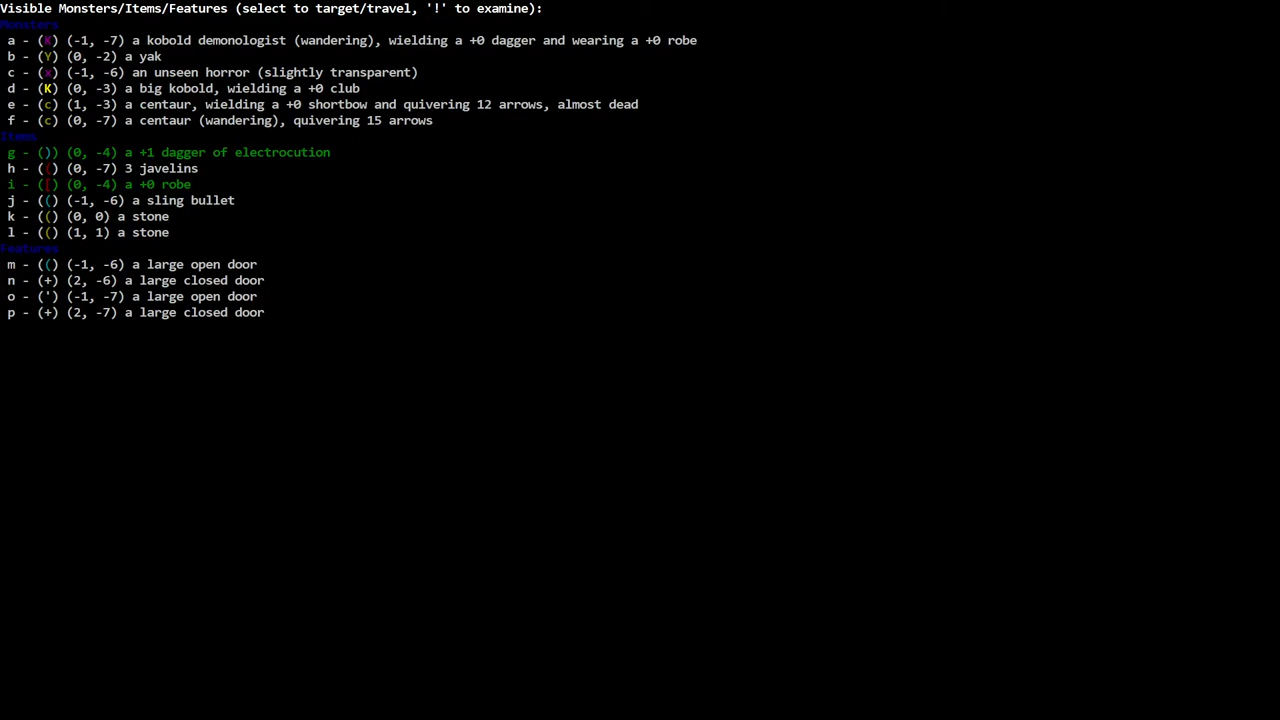 Visible Monsters/Items/Features (select to target/travel, '!' to examine):
Monsters
a - (K) (-1, -7) a kobold demonologist (wandering), wielding a +0 dagger and wearing a +0 robe
b - (Y) (0, -2) a yak
c - (x) (-1, -6) an unseen horror (slightly transparent)
d - (K) (0, -3) a big kobold, wielding a +0 club
e - (c) (1, -3) a centaur, wielding a +0 shortbow and quivering 12 arrows, almost dead
f - (c) (0, -7) a centaur (wandering), quivering 15 arrows
Items
g - ()) (0, -4) a +1 dagger of electrocution
h - (() (0, -7) 3 javelins
i - ([) (0, -4) a +0 robe
j - (() (-1, -6) a sling bullet
k - (() (0, 0) a stone
l - (() (1, 1) a stone
Features
m - (() (-1, -6) a large open door
n - (+) (2, -6) a large closed door
o - (') (-1, -7) a large open door
p - (+) (2, -7) a large closed door